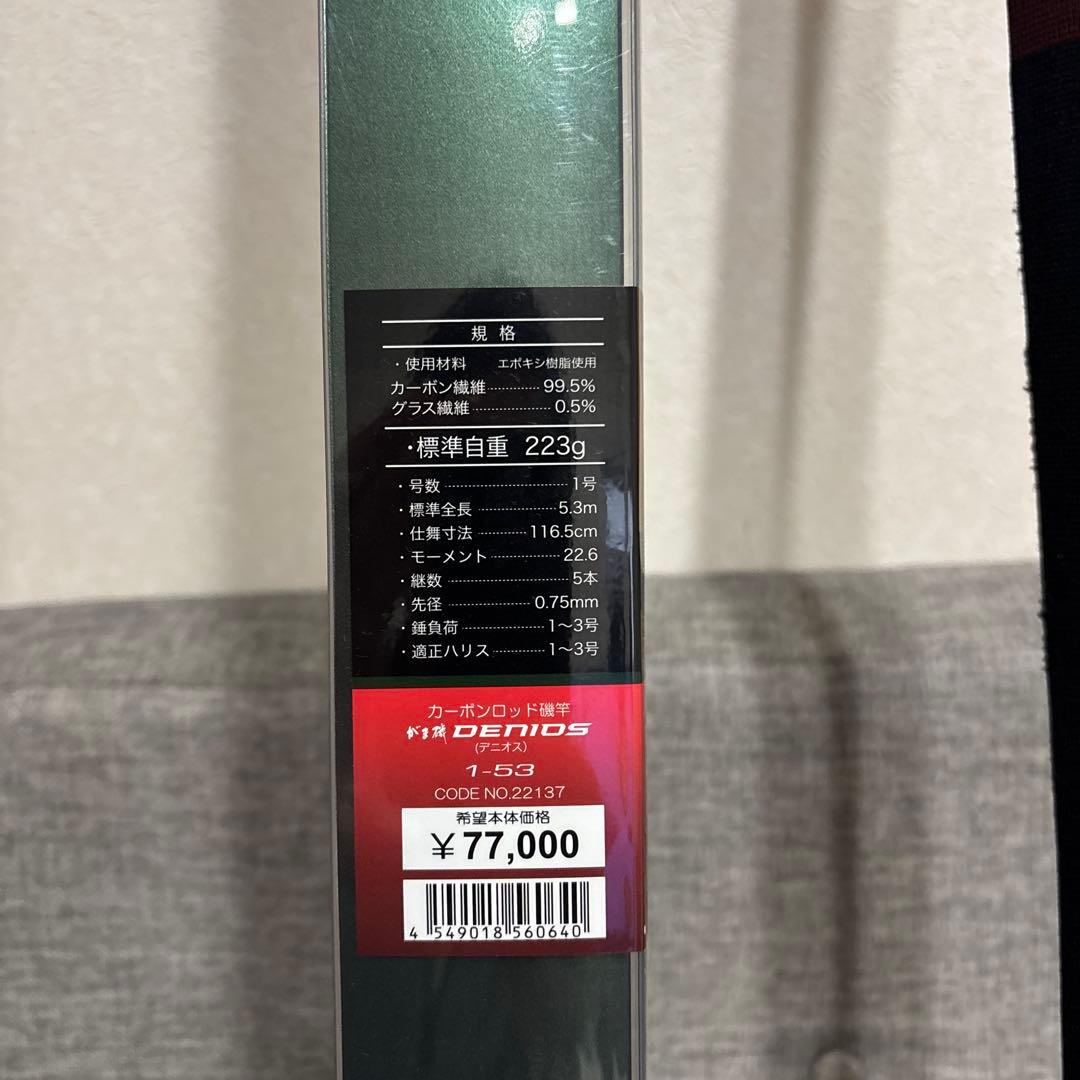 規格
・使用材料 エポキシ樹脂使用
カーボン繊維 99.5%
グラス繊維 0.5%
・標準自重 223g
・号数 1号
・標準全長 5.3m
・仕舞寸法 116.5cm
・モーメント 22.6
・継数 5本
・先径 0.75mm
・錘負荷 1〜3号
・適正ハリス 1〜3号
カーボンロッド磯竿
がま磯 DENIOS
(デニオス)
1-53
CODE NO.22137
希望本体価格
¥77,000
4 549018 560640